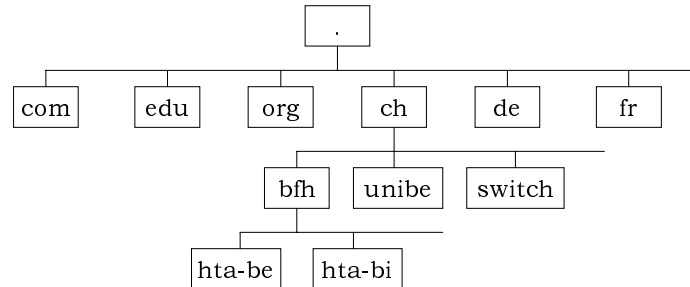 .
com edu org ch de fr
bfh unibe switch
hta-be hta-bi